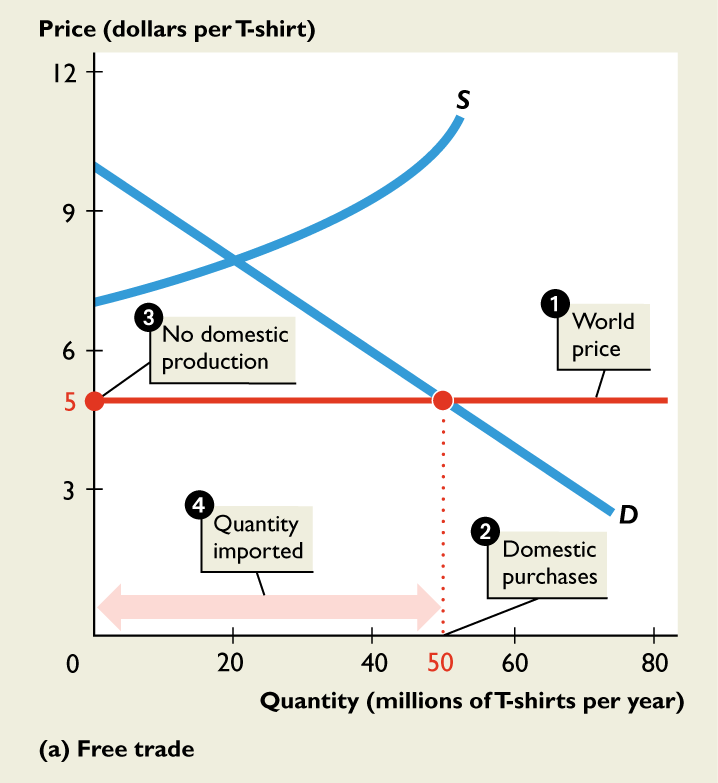 Price (dollars per T-shirt)
12
S
9
1
World
price
3
No domestic
production
6
5
3
4
Quantity
imported
D
2
Domestic
purchases
0
20
40
50
60
80
Quantity (millions of T-shirts per year)
(a) Free trade